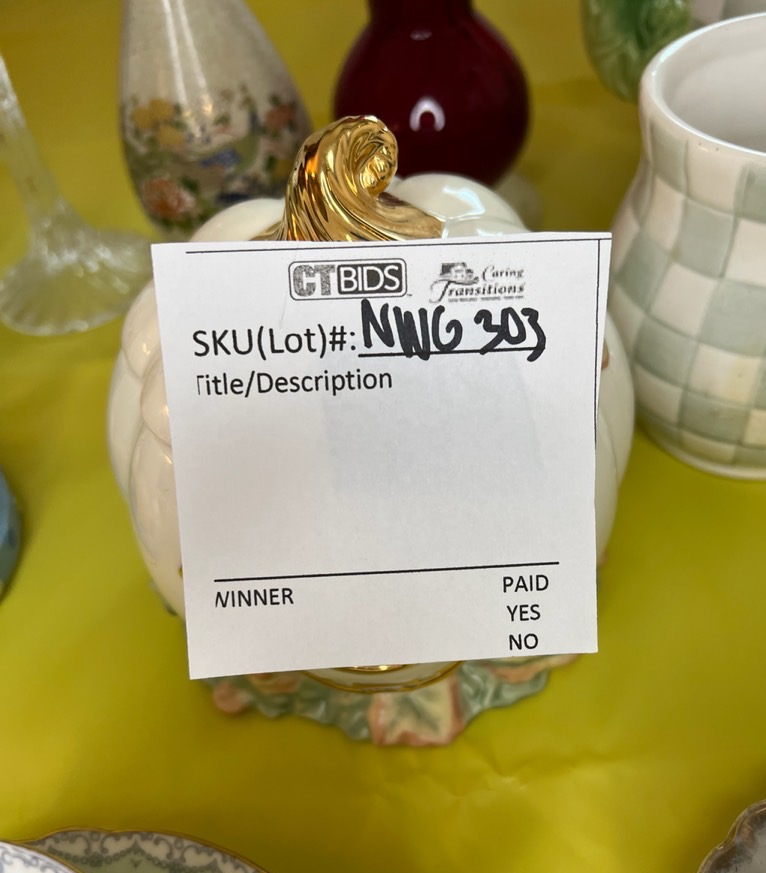 CTBIDS
Caring
Transitions
SKU(Lot)#: NWG 303
Title/Description
WINNER
PAID
YES
NO